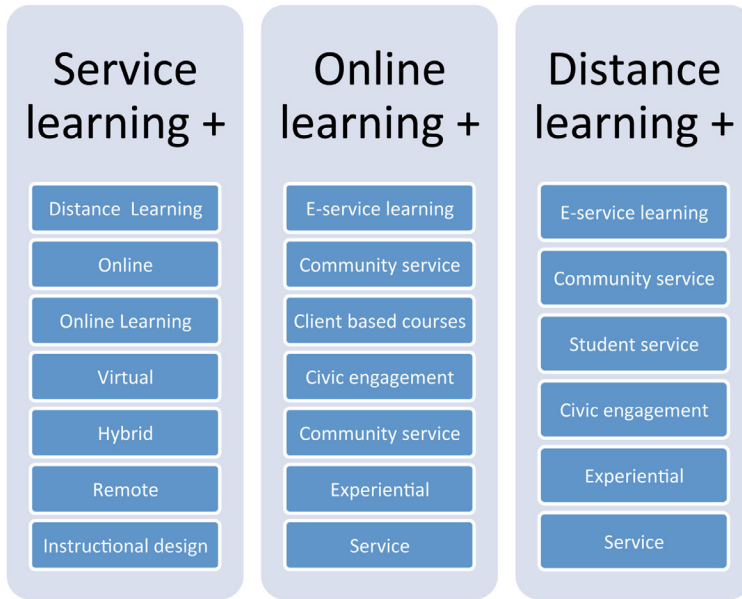 Service
learning +
Distance Learning
Online
Online Learning
Virtual
Hybrid
Remote
Instructional design
Online
learning +
E-service learning
Community service
Client based courses
Civic engagement
Community service
Experiential
Service
Distance
learning +
E-service learning
Community service
Student service
Civic engagement
Experiential
Service